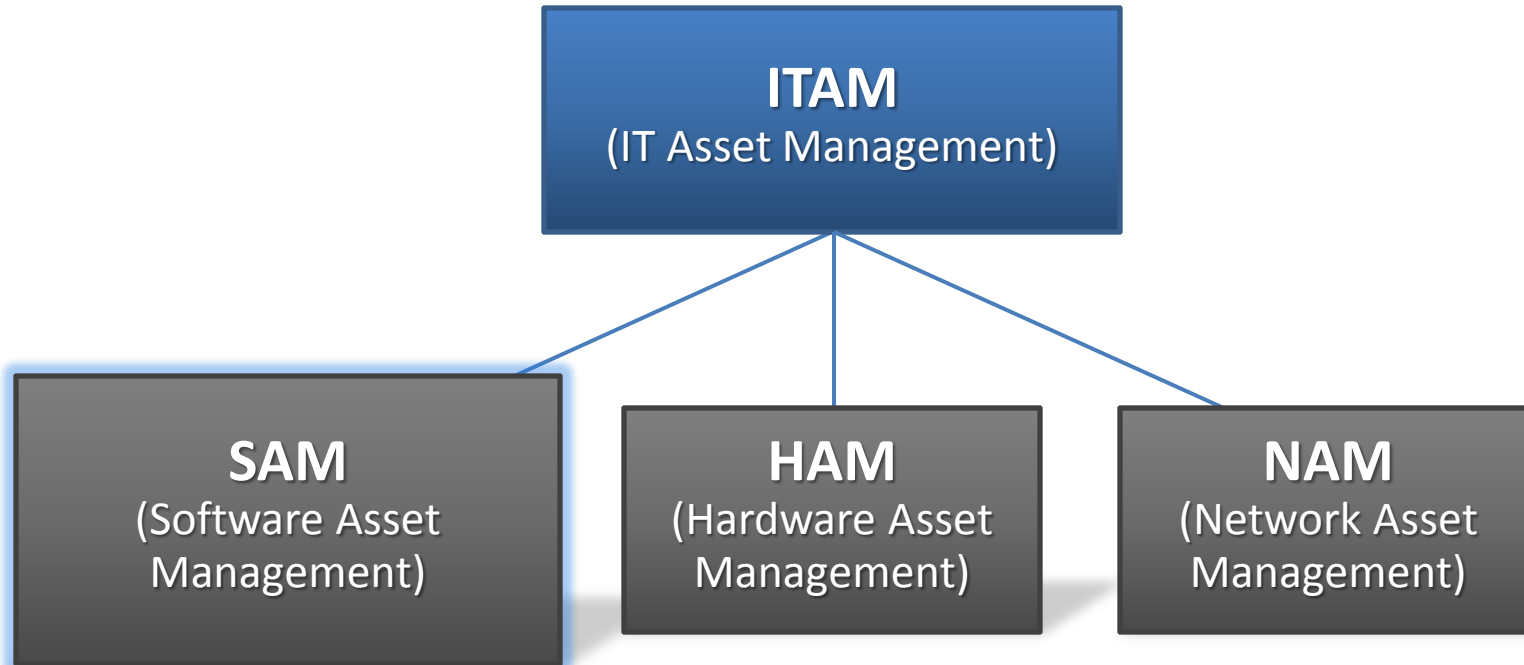 ITAM
(IT Asset Management)
SAM
(Software Asset
Management)
HAM
(Hardware Asset
Management)
NAM
(Network Asset
Management)